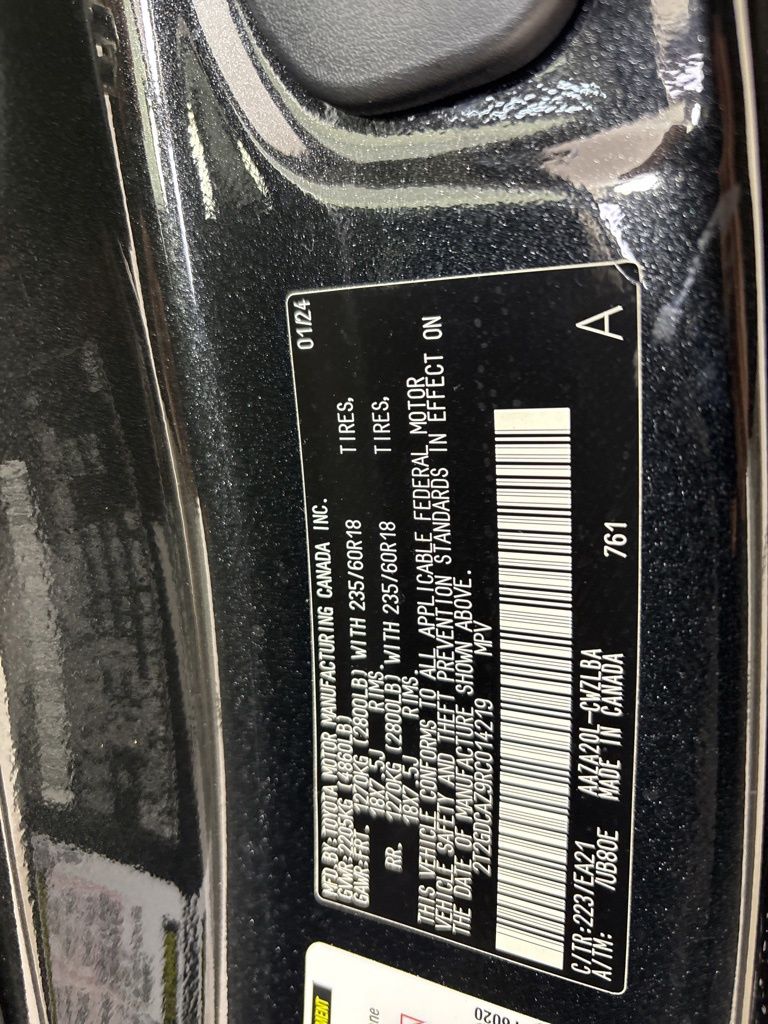 MFD.BY:TOYOTA MOTOR MANUFACTURING CANADA INC. 01/24
GVWR:2205KG(4860LB)
GAWR:FRT. 1270KG(2800LB) WITH 235/60R18 TIRES,
18X7.5J RIMS.
RR. 1270KG(2800LB) WITH 235/60R18 TIRES,
18X7.5J RIMS.
THIS VEHICLE CONFORMS TO ALL APPLICABLE FEDERAL MOTOR
VEHICLE SAFETY AND THEFT PREVENTION STANDARDS IN EFFECT ON
THE DATE OF MANUFACTURE SHOWN ABOVE.
2T2GDCAZ9RC014219 MPV
C/TR:223/EA21 AAZA20L-CWZLBA
A/TM: /UB80E MADE IN CANADA 761 A